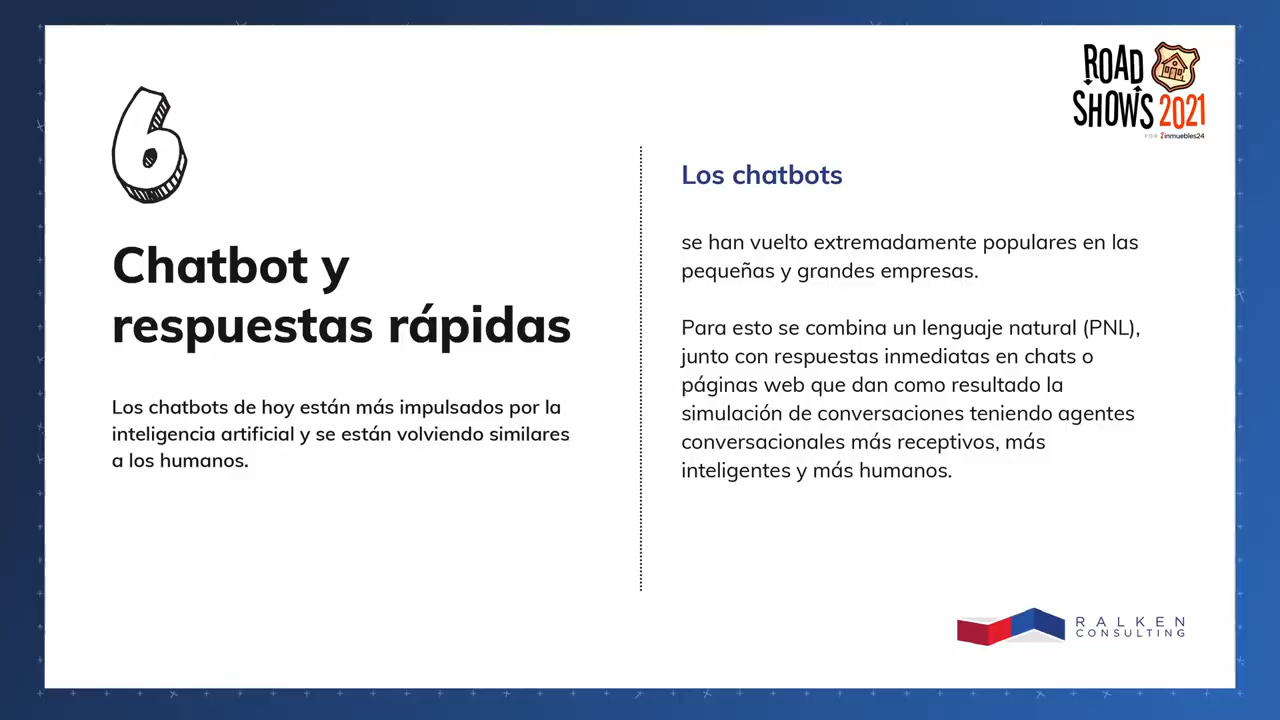 6
Chatbot y
respuestas rápidas
Los chatbots de hoy están más impulsados por la
inteligencia artificial y se están volviendo similares
a los humanos.
ROAD
SHOWS 2021
POR inmuebles24
Los chatbots
se han vuelto extremadamente populares en las
pequeñas y grandes empresas.
Para esto se combina un lenguaje natural (PNL),
junto con respuestas inmediatas en chats o
páginas web que dan como resultado la
simulación de conversaciones teniendo agentes
conversacionales más receptivos, más
inteligentes y más humanos.
RALKEN
CONSULTING